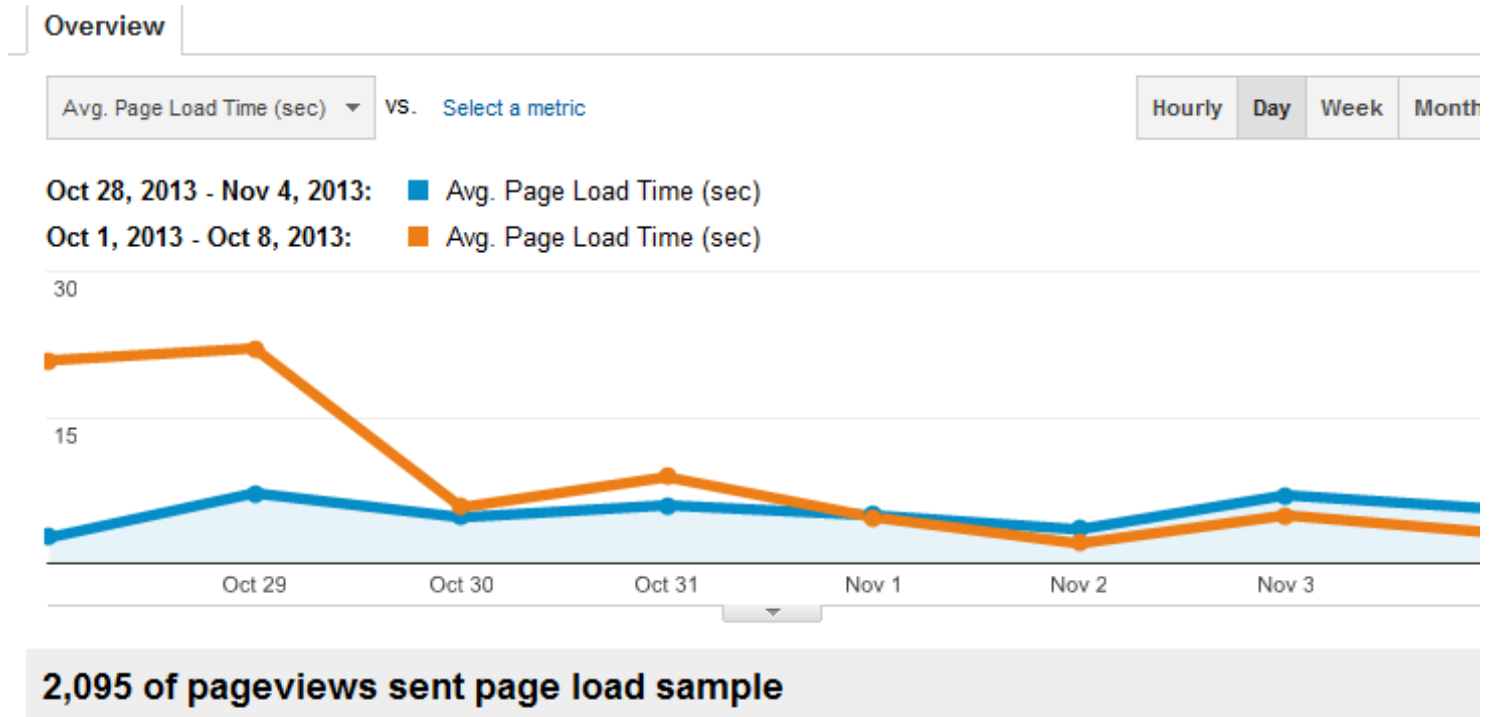 Overview
Avg. Page Load Time (sec) vs. Select a metric Hourly Day Week Month
Oct 28, 2013 - Nov 4, 2013: Avg. Page Load Time (sec)
Oct 1, 2013 - Oct 8, 2013: Avg. Page Load Time (sec)
30
15
Oct 29 Oct 30 Oct 31 Nov 1 Nov 2 Nov 3
2,095 of pageviews sent page load sample